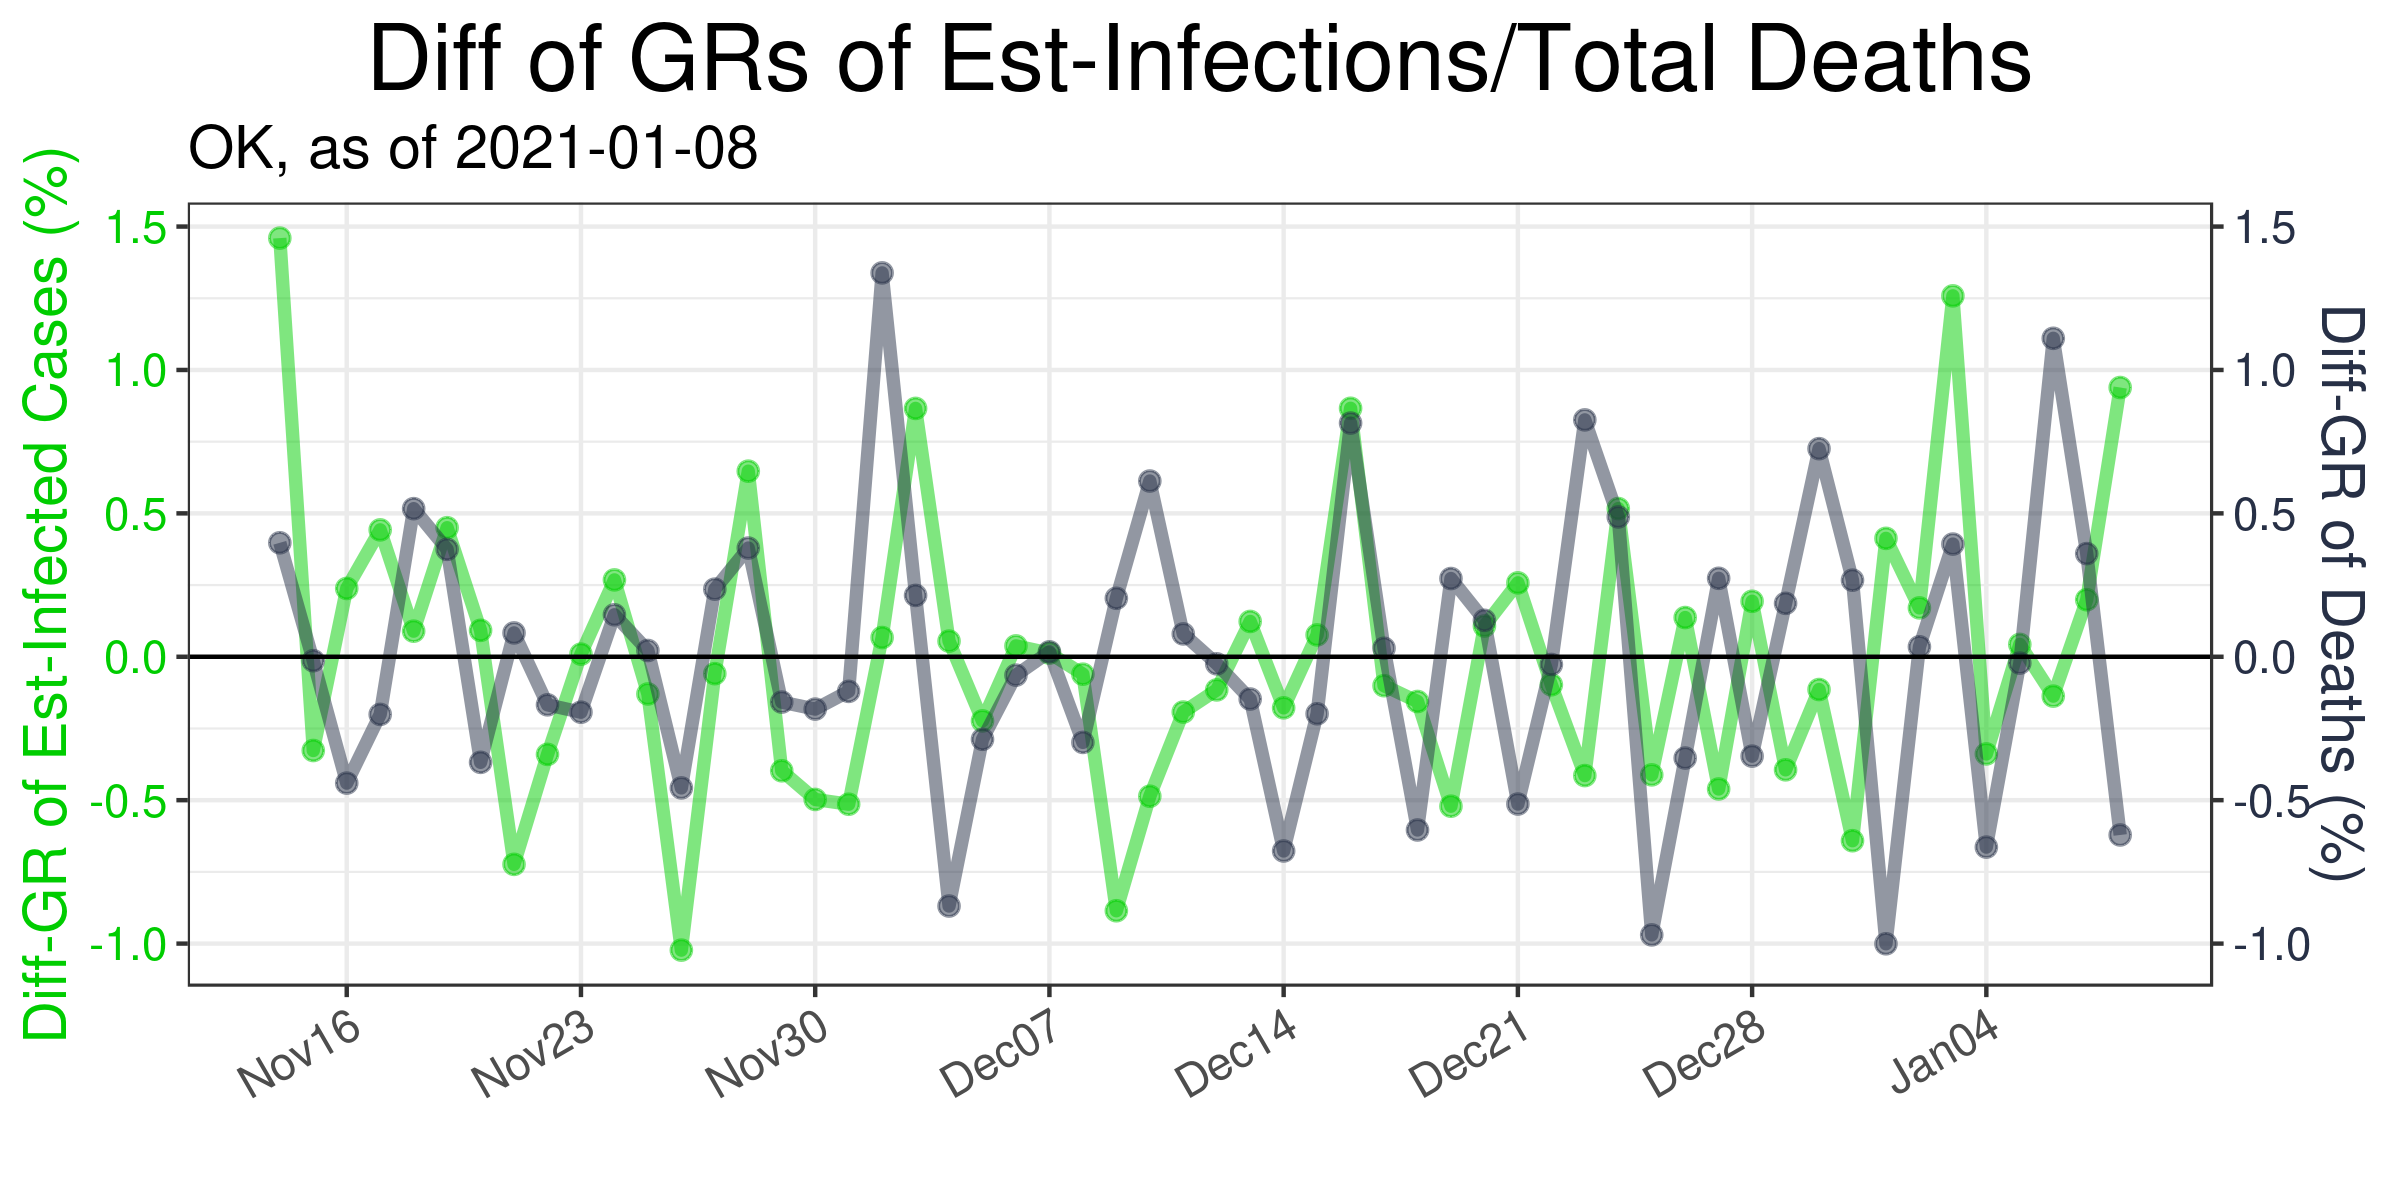 Diff of GRs of Est-Infections/Total Deaths
OK, as of 2021-01-08
Diff-GR of Est-Infected Cases (%)
1.5
1.0
0.5
0.0
-0.5
-1.0
1.5
1.0
0.5
0.0
-0.5
-1.0
Diff-GR of Deaths (%)
Nov16 Nov23 Nov30 Dec07 Dec14 Dec21 Dec28 Jan04